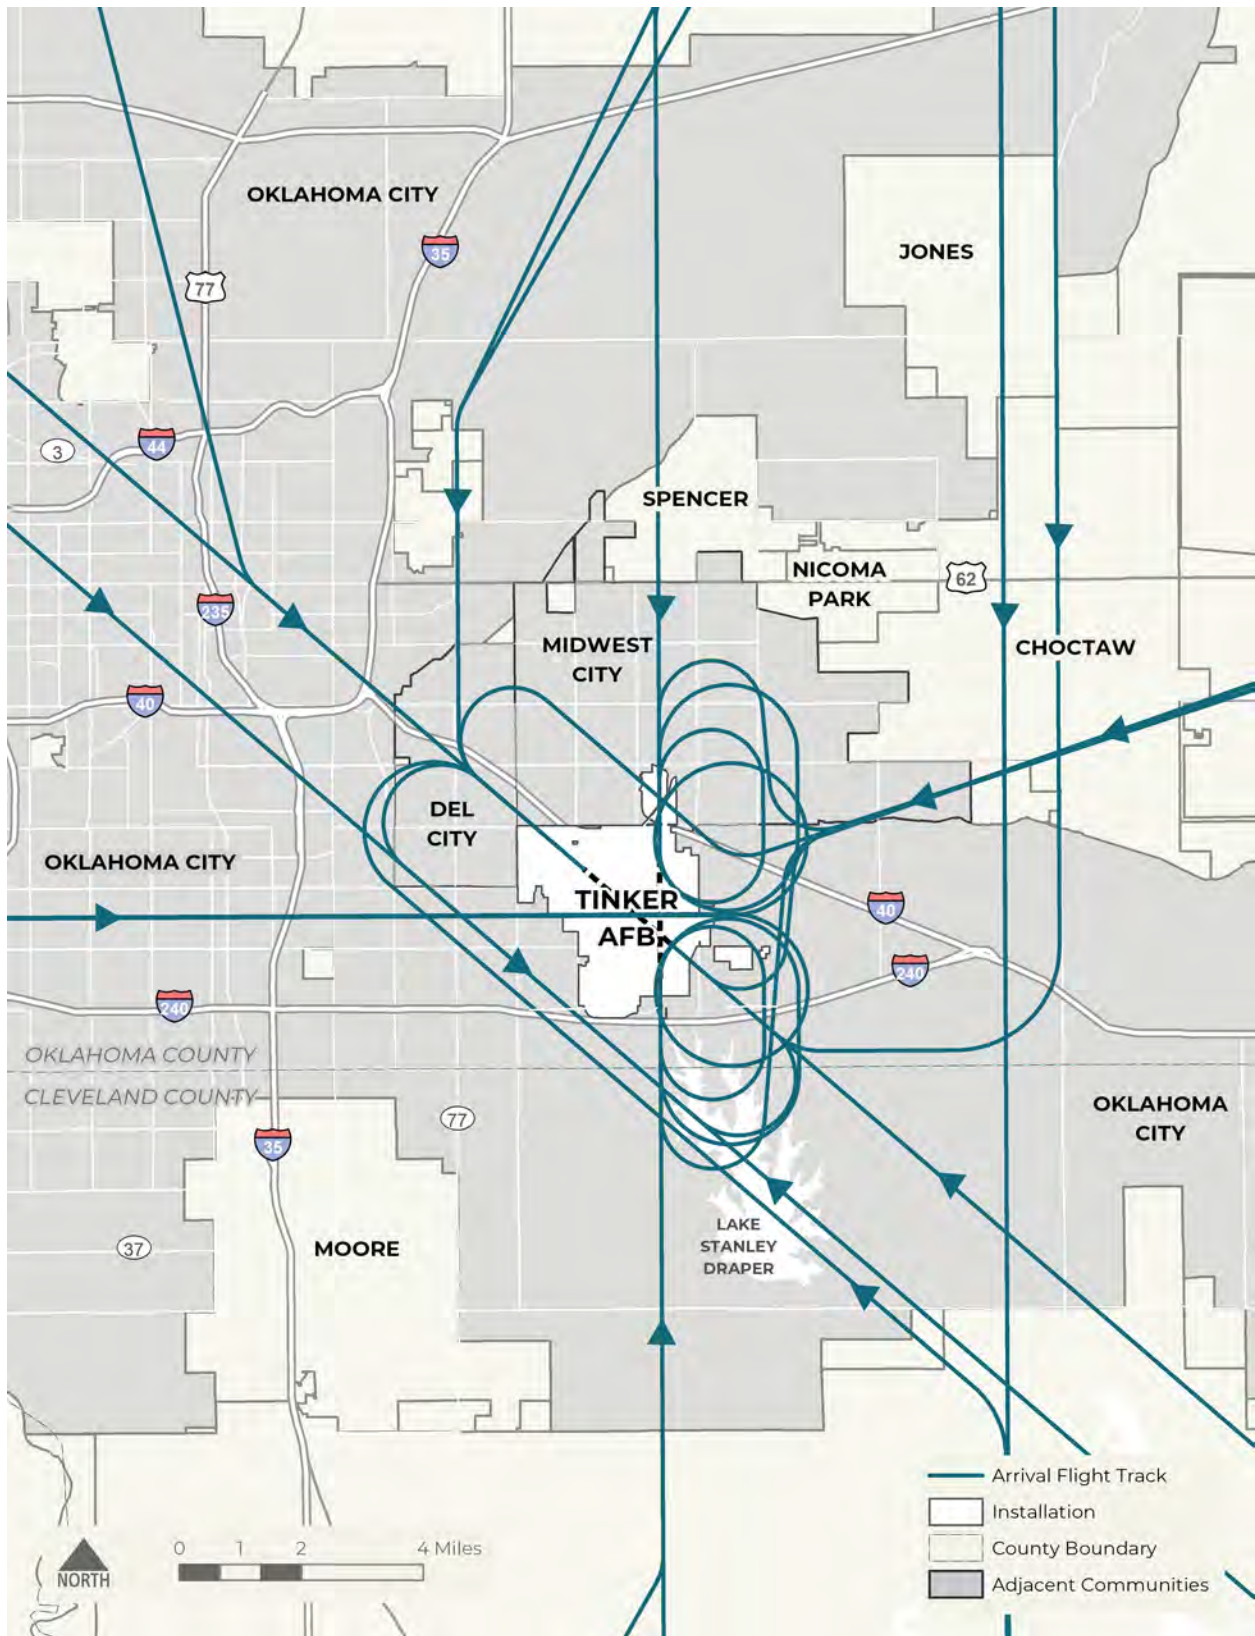 OKLAHOMA CITY
35
JONES
77
44
3
SPENCER
NICOMA
PARK
62
235
MIDWEST
CITY
CHOCTAW
40
DEL
CITY
OKLAHOMA CITY
TINKER
AFB
40
240
240
OKLAHOMA COUNTY
CLEVELAND COUNTY
77
OKLAHOMA
CITY
35
37
MOORE
LAKE
STANLEY
DRAPER
Arrival Flight Track
Installation
County Boundary
Adjacent Communities
0 1 2 4 Miles
NORTH